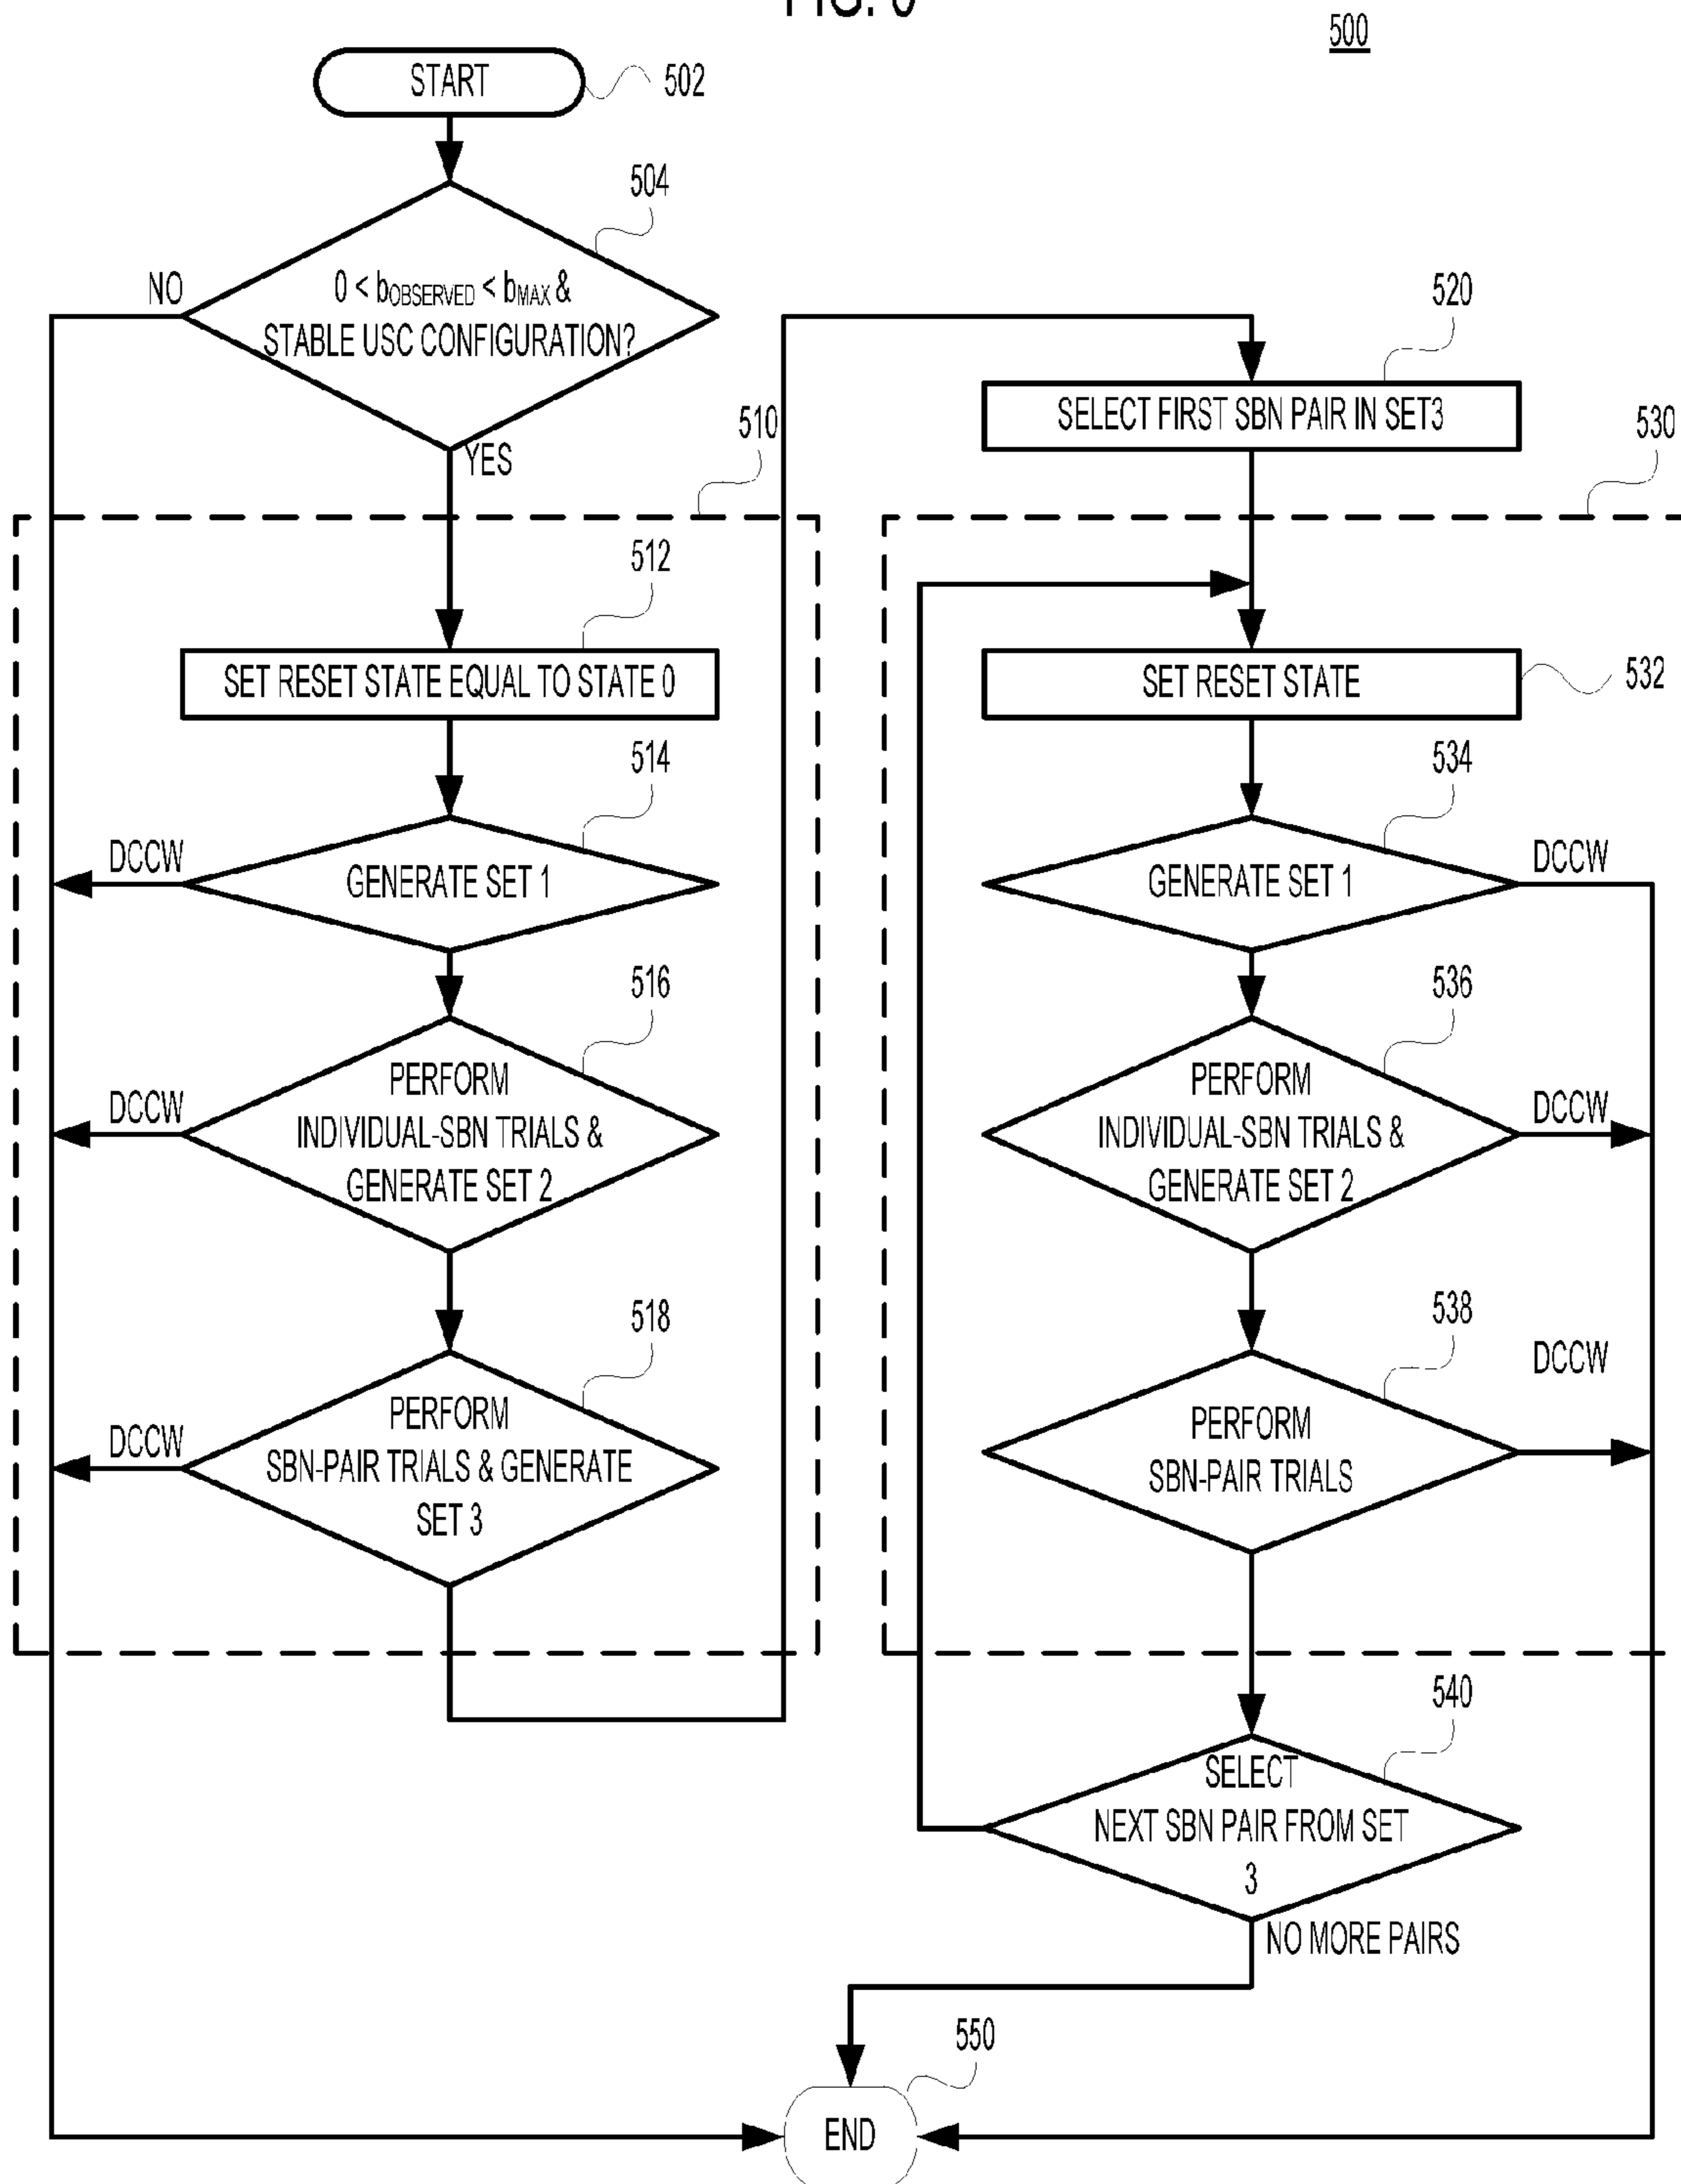 500
START
502
504
0 < bOBSERVED < bMAX &
STABLE USC CONFIGURATION?
NO
YES
510
512
SET RESET STATE EQUAL TO STATE 0
514
GENERATE SET 1
DCCW
516
PERFORM
INDIVIDUAL-SBN TRIALS &
GENERATE SET 2
DCCW
518
PERFORM
SBN-PAIR TRIALS & GENERATE
SET 3
DCCW
520
SELECT FIRST SBN PAIR IN SET3
530
SET RESET STATE
532
534
GENERATE SET 1
DCCW
536
PERFORM
INDIVIDUAL-SBN TRIALS &
GENERATE SET 2
DCCW
538
PERFORM
SBN-PAIR TRIALS
DCCW
540
SELECT
NEXT SBN PAIR FROM SET
3
NO MORE PAIRS
550
END